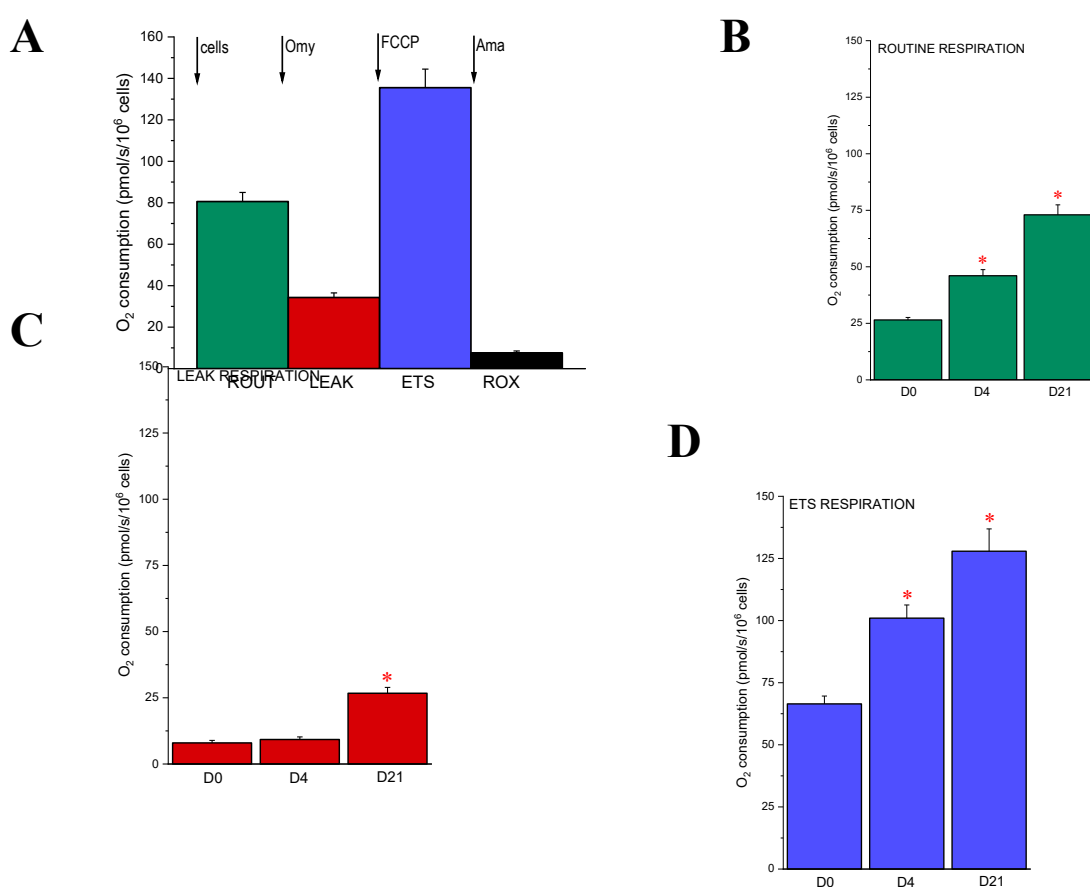 A
O2 consumption (pmol/s/10^6 cells)
160
140
120
100
80
60
40
20
0
cells
Omy
FCCP
Ama
ROUT
LEAK
ETS
ROX
B
ROUTINE RESPIRATION
O2 consumption (pmol/s/10^6 cells)
150
125
100
75
50
25
0
*
*
D0
D4
D21
C
LEAK RESPIRATION
O2 consumption (pmol/s/10^6 cells)
150
125
100
75
50
25
0
*
D0
D4
D21
D
ETS RESPIRATION
O2 consumption (pmol/s/10^6 cells)
150
125
100
75
50
25
0
*
*
D0
D4
D21